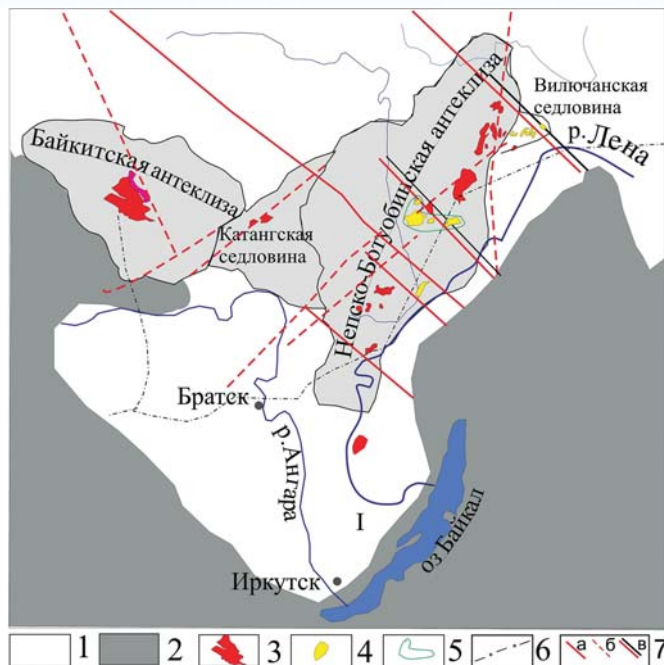 Байкитская антеклиза
Катангская
седловина
Непско-Ботуобинская антеклиза
Вилючанская
седловина
р.Лена
Братск
р.Ангара
I
Иркутск
оз Байкал
1 2 3 4 5 6 а б в 7